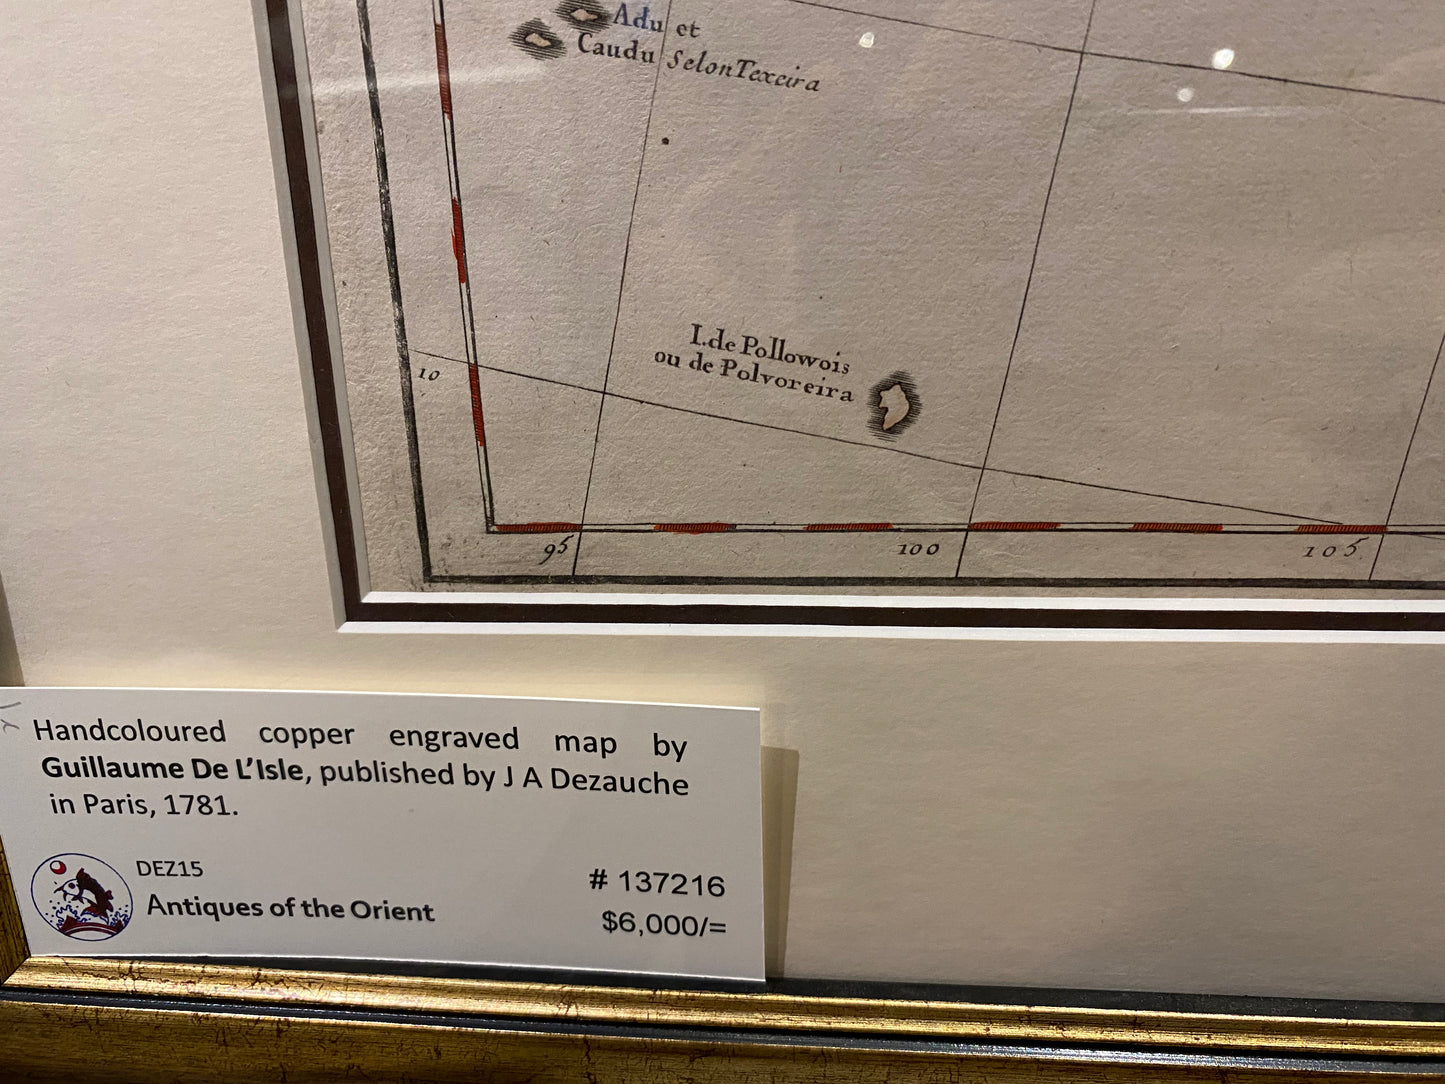 Adu et
Caudu Selon Texeira
I. de Pollowois
ou de Polvoreira
10
95
100
105.
Handcoloured copper engraved map by
Guillaume De L’Isle, published by J A Dezauche
in Paris, 1781.
DEZ15
# 137216
Antiques of the Orient
$6,000/=